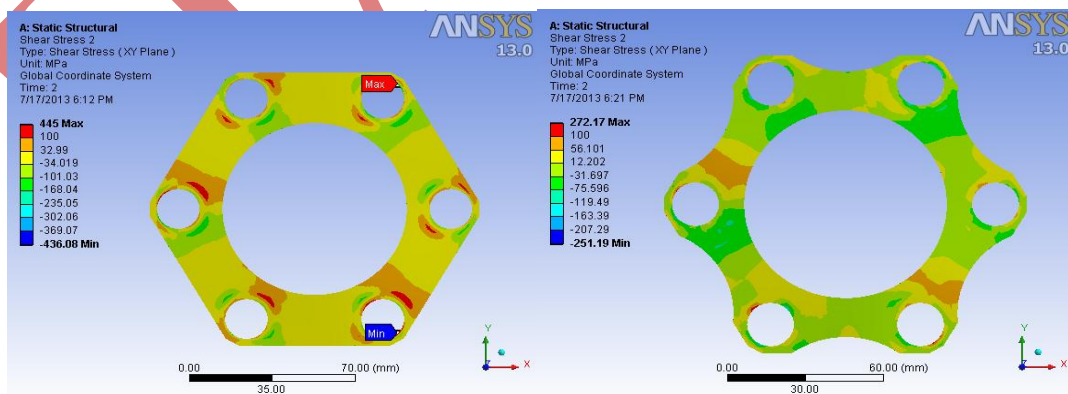 A: Static Structural
Shear Stress 2
Type: Shear Stress ( XY Plane )
Unit: MPa
Global Coordinate System
Time: 2
7/17/2013 6:12 PM
445 Max
100
32.99
-34.019
-101.03
-168.04
-235.05
-302.06
-369.07
-436.08 Min
ANSYS
13.0
Max
Min
0.00
70.00 (mm)
35.00
Y
X
A: Static Structural
Shear Stress 2
Type: Shear Stress ( XY Plane )
Unit: MPa
Global Coordinate System
Time: 2
7/17/2013 6:21 PM
272.17 Max
100
56.101
12.202
-31.697
-75.596
-119.49
-163.39
-207.29
-251.19 Min
ANSYS
13.0
0.00
60.00 (mm)
30.00
Y
X